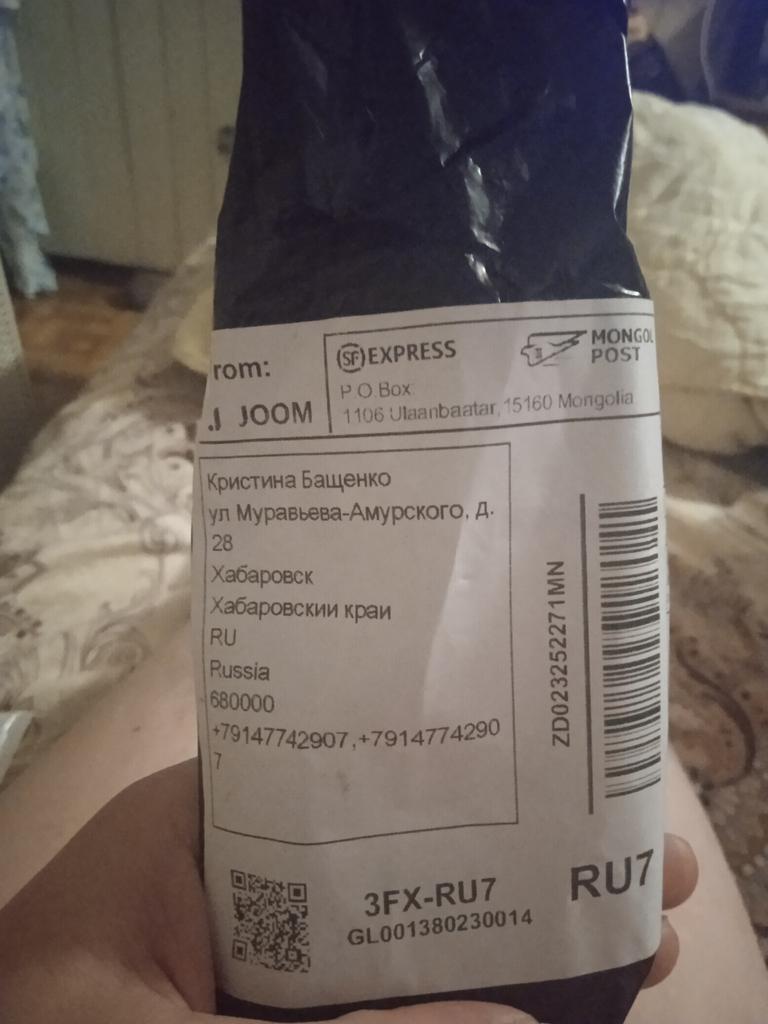 rom:
J JOOM
SF EXPRESS
MONGOL
POST
P.O.Box:
1106 Ulaanbaatar, 15160 Mongolia
Кристина Бащенко
ул Муравьева-Амурского, д.
28
Хабаровск
Хабаровскии краи
RU
Russia
680000
+79147742907,+7914774290
7
ZD023252271MN
3FX-RU7
GL001380230014
RU7